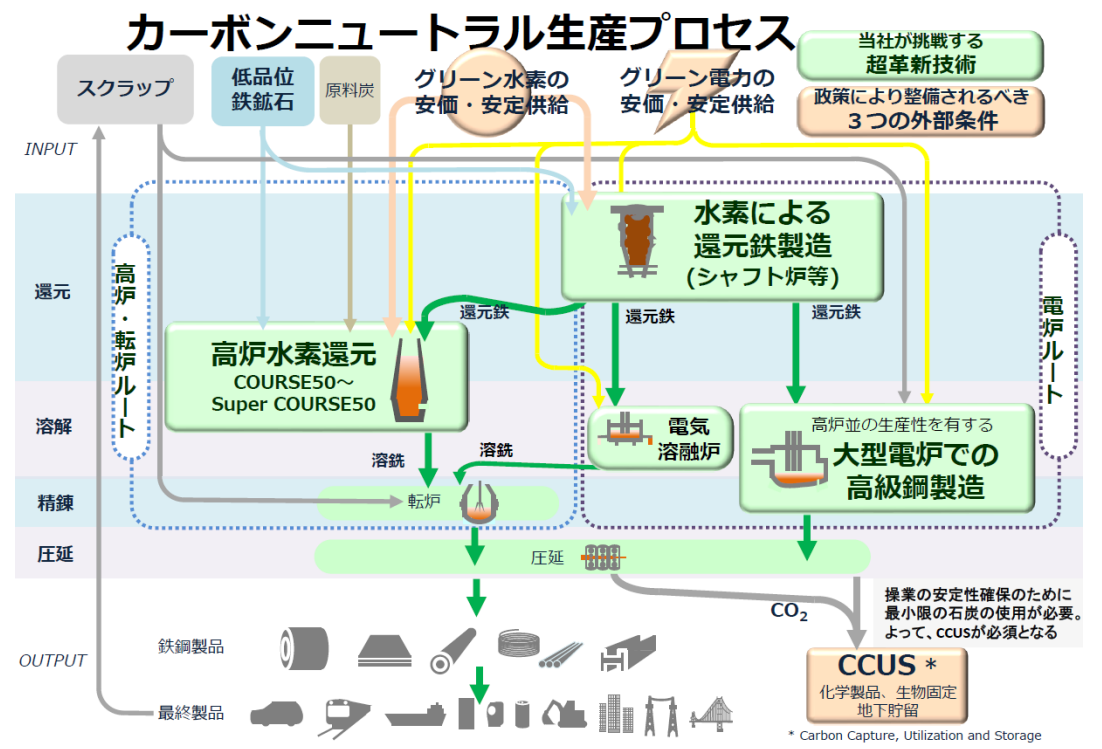 カーボンニュートラル生産プロセス
当社が挑戦する
超革新技術
政策により整備されるべき
３つの外部条件
スクラップ
低品位
鉄鉱石
原料炭
グリーン水素の
安価・安定供給
グリーン電力の
安価・安定供給
INPUT
還元
溶解
精錬
圧延
高炉・転炉ルート
電炉ルート
水素による
還元鉄製造
(シャフト炉等)
還元鉄
還元鉄
還元鉄
高炉水素還元
COURSE50～
Super COURSE50
電気
溶融炉
高炉並の生産性を有する
大型電炉での
高級鋼製造
溶銑
溶銑
転炉
圧延
CO2
操業の安定性確保のために
最小限の石炭の使用が必要。
よって、CCUSが必須となる
鉄鋼製品
OUTPUT
最終製品
CCUS *
化学製品、生物固定
地下貯留
* Carbon Capture, Utilization and Storage